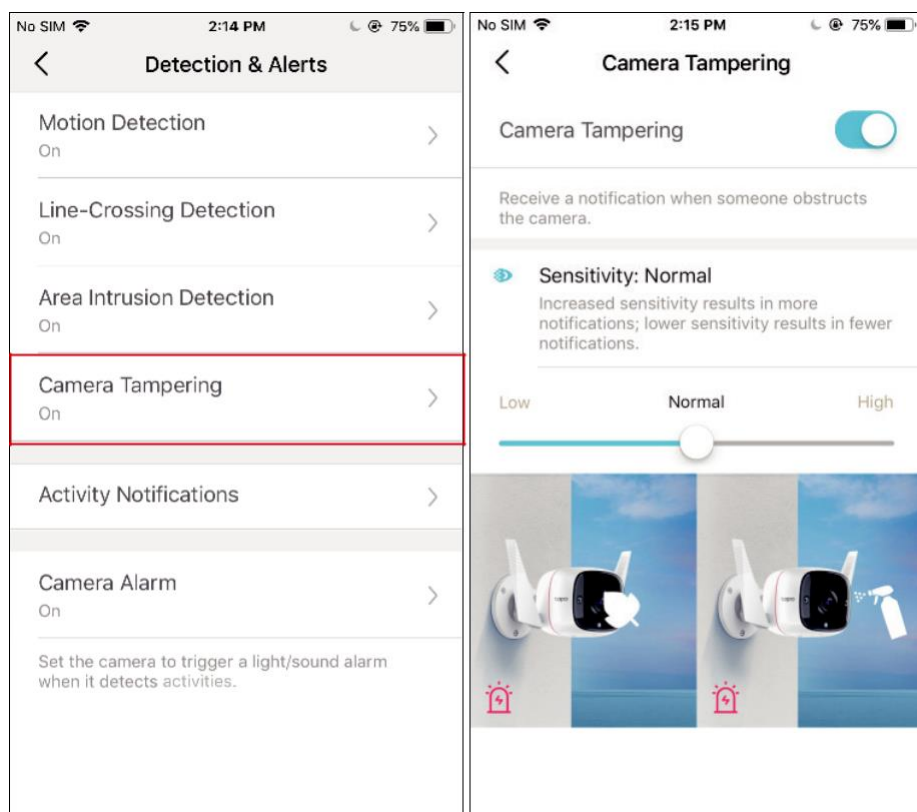 No SIM 2:14 PM 75%
Detection & Alerts
Motion Detection
On
Line-Crossing Detection
On
Area Intrusion Detection
On
Camera Tampering
On
Activity Notifications
Camera Alarm
On
Set the camera to trigger a light/sound alarm
when it detects activities.
No SIM 2:15 PM 75%
Camera Tampering
Camera Tampering
Receive a notification when someone obstructs
the camera.
Sensitivity: Normal
Increased sensitivity results in more
notifications; lower sensitivity results in fewer
notifications.
Low Normal High
tapo
tapo